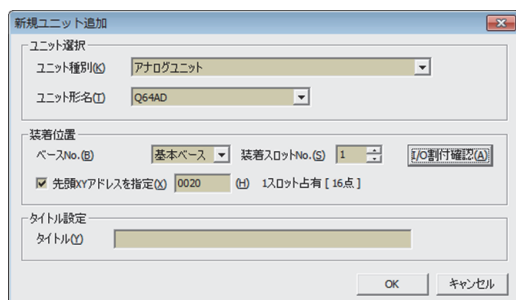 新規ユニット追加
ユニット選択
ユニット種別(K) アナログユニット
ユニット形名(T) Q64AD
装着位置
ベースNo.(B) 基本ベース 装着スロットNo.(S) 1 I/O割付確認(A)
先頭XYアドレスを指定(X) 0020 (H) 1スロット占有 [ 16点 ]
タイトル設定
タイトル(Y)
OK キャンセル